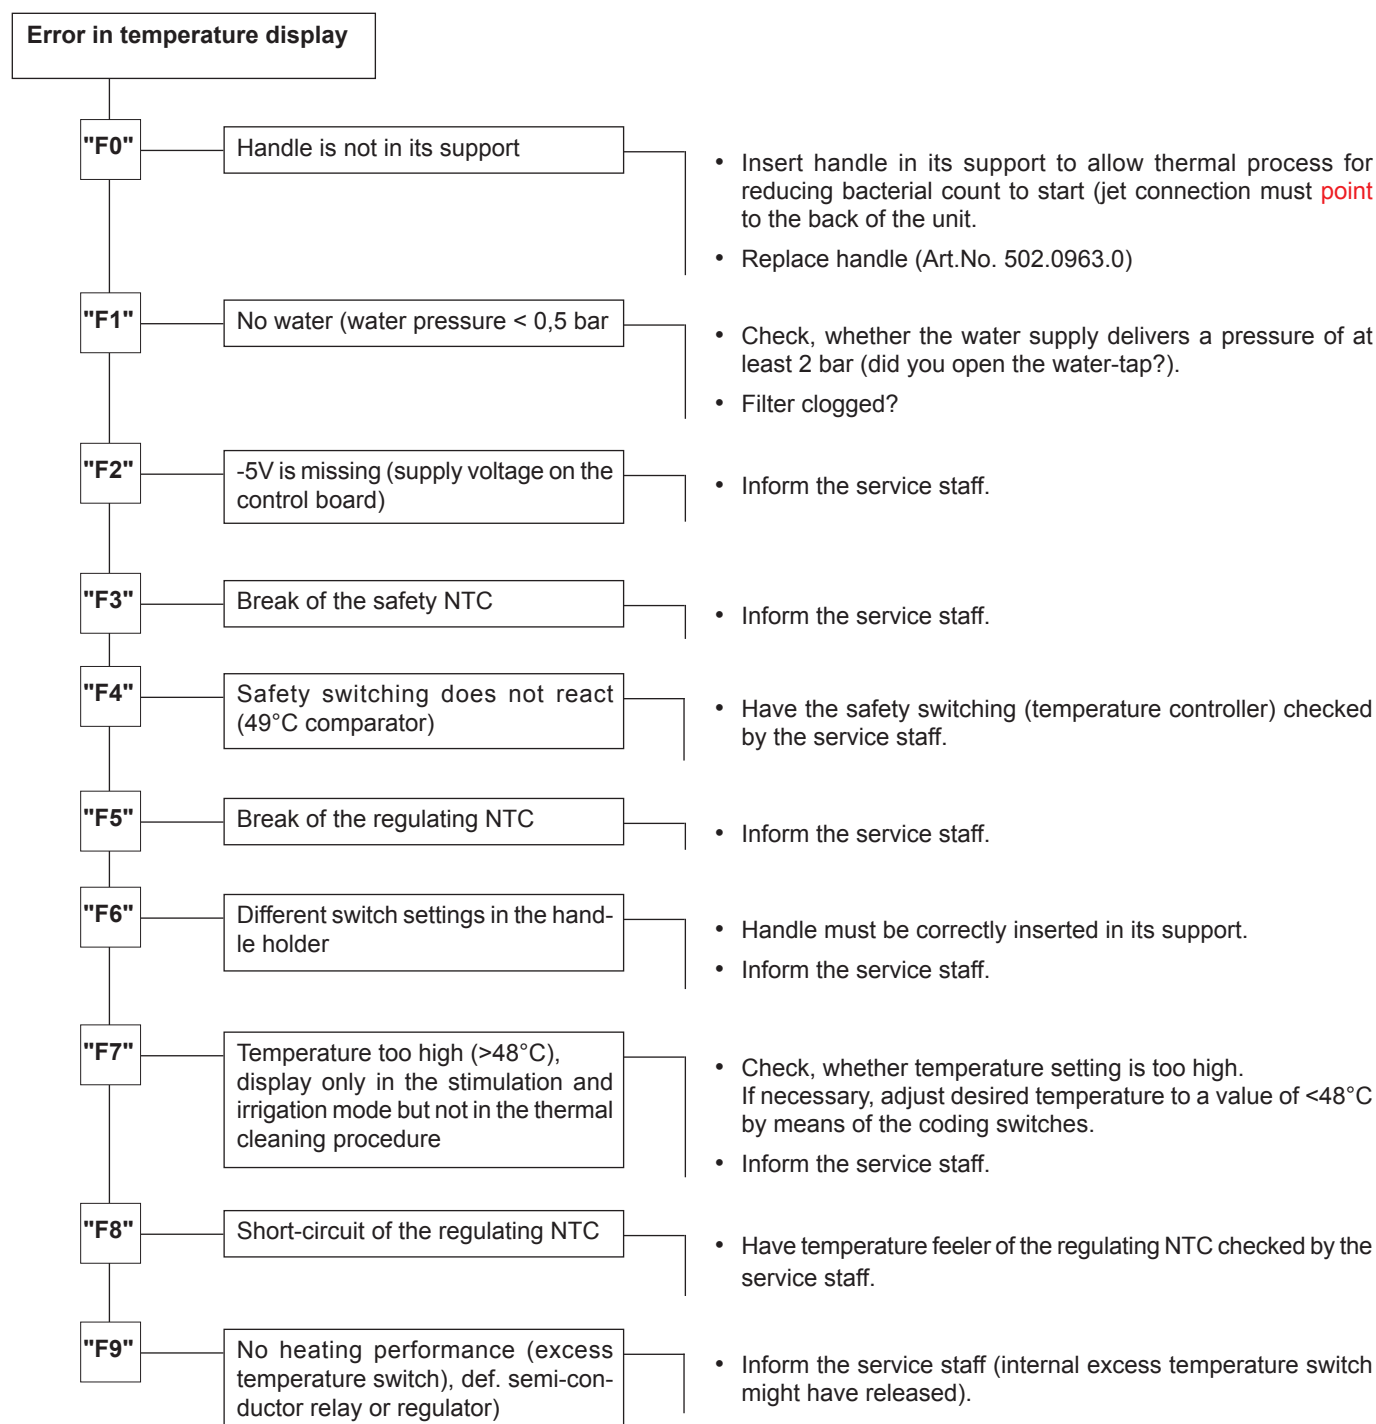 Error in temperature display
"F0"
Handle is not in its support
• Insert handle in its support to allow thermal process for
reducing bacterial count to start (jet connection must point
to the back of the unit.
• Replace handle (Art.No. 502.0963.0)
"F1"
No water (water pressure < 0,5 bar
• Check, whether the water supply delivers a pressure of at
least 2 bar (did you open the water-tap?).
• Filter clogged?
"F2"
-5V is missing (supply voltage on the
control board)
• Inform the service staff.
"F3"
Break of the safety NTC
• Inform the service staff.
"F4"
Safety switching does not react
(49°C comparator)
• Have the safety switching (temperature controller) checked
by the service staff.
"F5"
Break of the regulating NTC
• Inform the service staff.
"F6"
Different switch settings in the hand-
le holder
• Handle must be correctly inserted in its support.
• Inform the service staff.
"F7"
Temperature too high (>48°C),
display only in the stimulation and
irrigation mode but not in the thermal
cleaning procedure
• Check, whether temperature setting is too high.
If necessary, adjust desired temperature to a value of <48°C
by means of the coding switches.
• Inform the service staff.
"F8"
Short-circuit of the regulating NTC
• Have temperature feeler of the regulating NTC checked by the
service staff.
"F9"
No heating performance (excess
temperature switch), def. semi-con-
ductor relay or regulator)
• Inform the service staff (internal excess temperature switch
might have released).